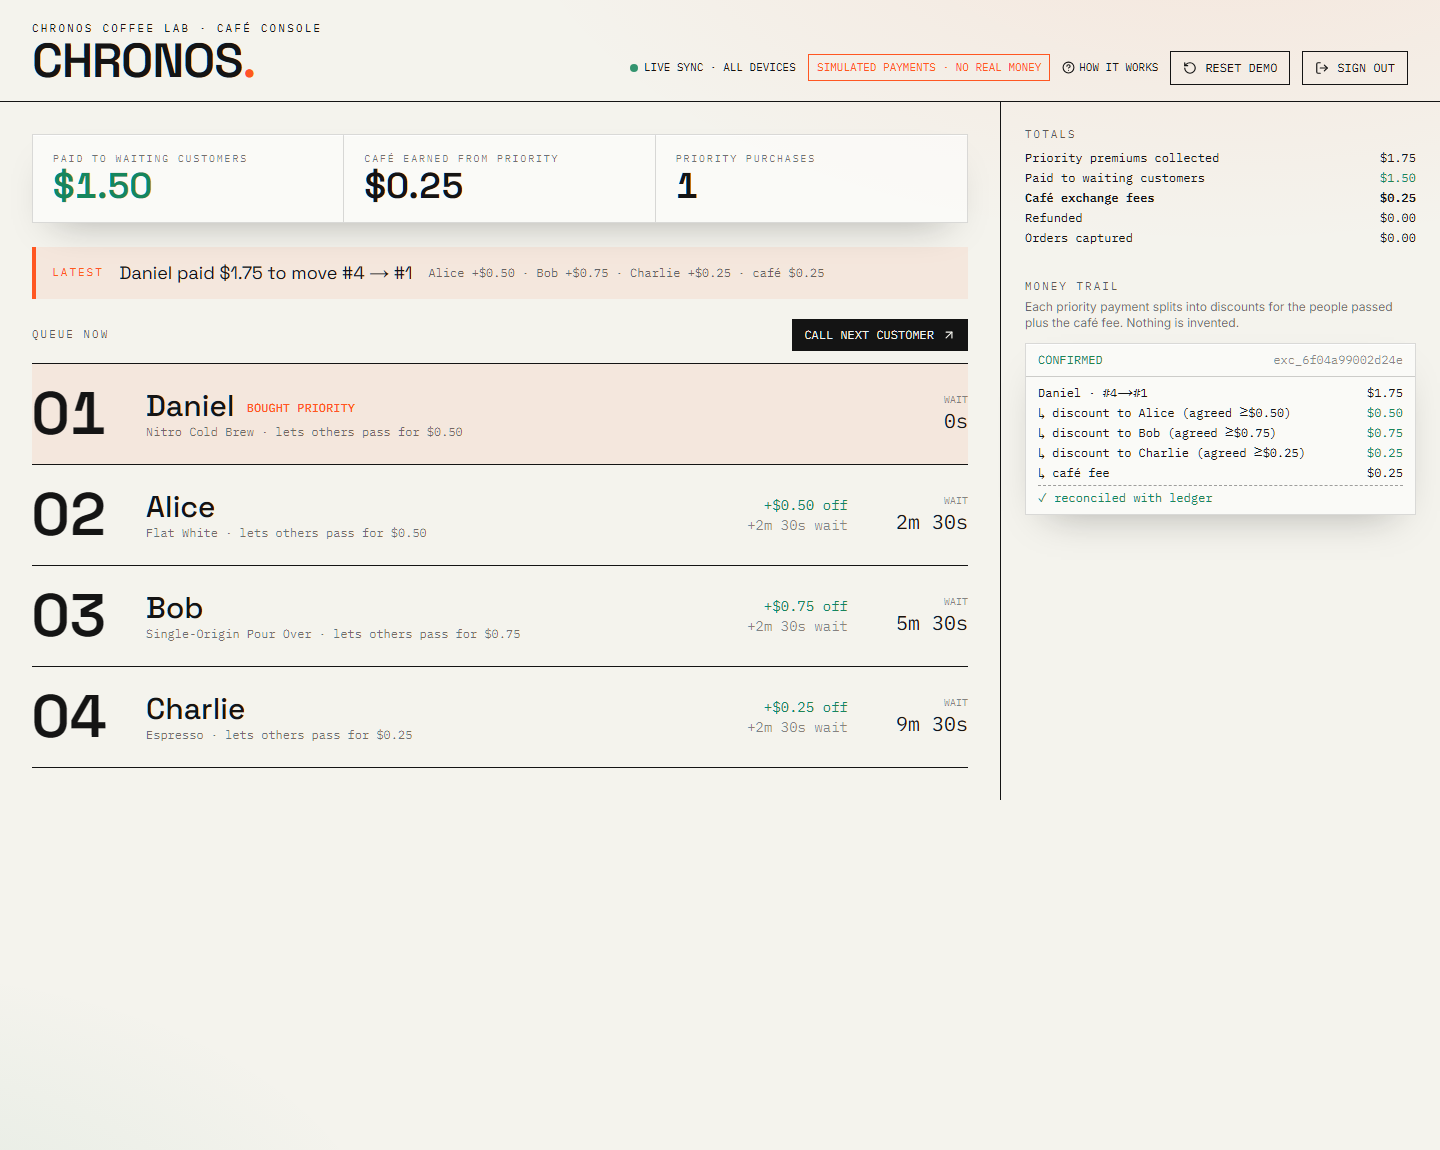 CHRONOS COFFEE LAB · CAFÉ CONSOLE
CHRONOS.
LIVE SYNC · ALL DEVICES
SIMULATED PAYMENTS · NO REAL MONEY
HOW IT WORKS
RESET DEMO
SIGN OUT
PAID TO WAITING CUSTOMERS
$1.50
CAFÉ EARNED FROM PRIORITY
$0.25
PRIORITY PURCHASES
1
LATEST Daniel paid $1.75 to move #4 → #1 Alice +$0.50 · Bob +$0.75 · Charlie +$0.25 · café $0.25
QUEUE NOW
CALL NEXT CUSTOMER ↗
01
Daniel BOUGHT PRIORITY
Nitro Cold Brew · lets others pass for $0.50
WAIT
0s
02
Alice
Flat White · lets others pass for $0.50
+$0.50 off
+2m 30s wait
WAIT
2m 30s
03
Bob
Single-Origin Pour Over · lets others pass for $0.75
+$0.75 off
+2m 30s wait
WAIT
5m 30s
04
Charlie
Espresso · lets others pass for $0.25
+$0.25 off
+2m 30s wait
WAIT
9m 30s
TOTALS
Priority premiums collected $1.75
Paid to waiting customers $1.50
Café exchange fees $0.25
Refunded $0.00
Orders captured $0.00
MONEY TRAIL
Each priority payment splits into discounts for the people passed
plus the café fee. Nothing is invented.
CONFIRMED exc_6f04a99002d24e
Daniel · #4→#1 $1.75
↳ discount to Alice (agreed ≥$0.50) $0.50
↳ discount to Bob (agreed ≥$0.75) $0.75
↳ discount to Charlie (agreed ≥$0.25) $0.25
↳ café fee $0.25
✓ reconciled with ledger